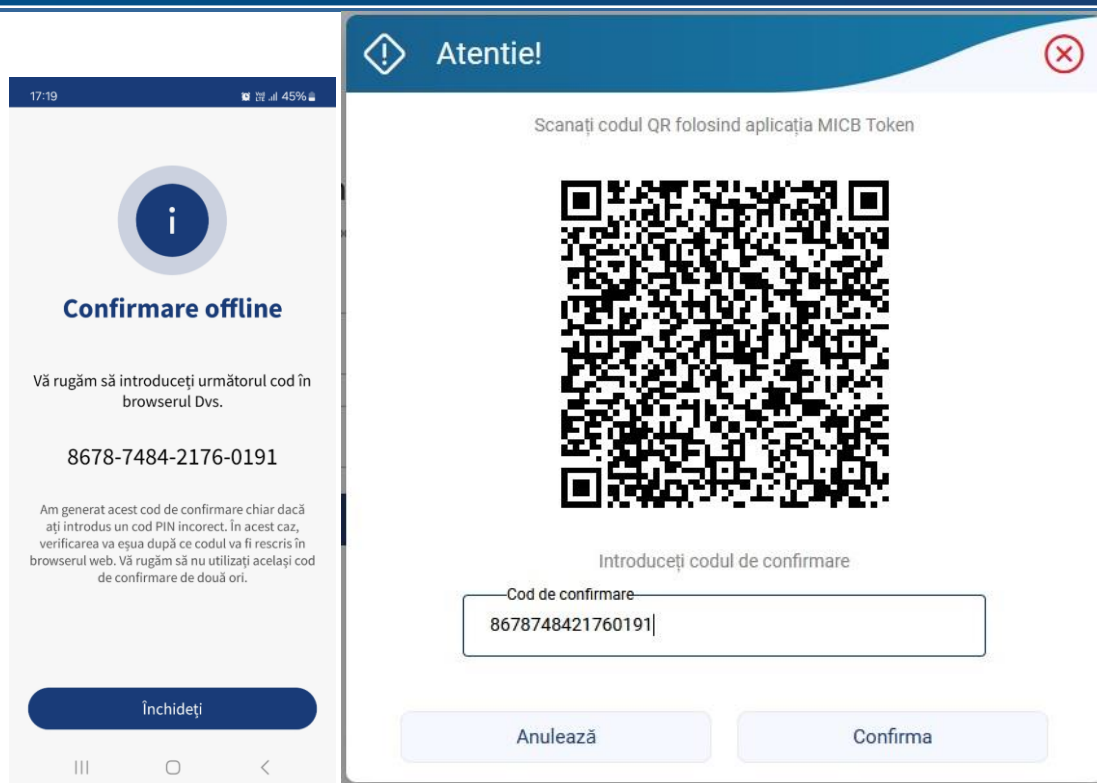 17:19
45%
i
Confirmare offline
Vă rugăm să introduceți următorul cod în
browserul Dvs.
8678-7484-2176-0191
Am generat acest cod de confirmare chiar dacă
ați introdus un cod PIN incorect. În acest caz,
verificarea va eșua după ce codul va fi rescris în
browserul web. Vă rugăm să nu utilizați același cod
de confirmare de două ori.
Închideți
Atentie!
Scanați codul QR folosind aplicația MICB Token
Introduceți codul de confirmare
Cod de confirmare
8678748421760191
Anulează
Confirma